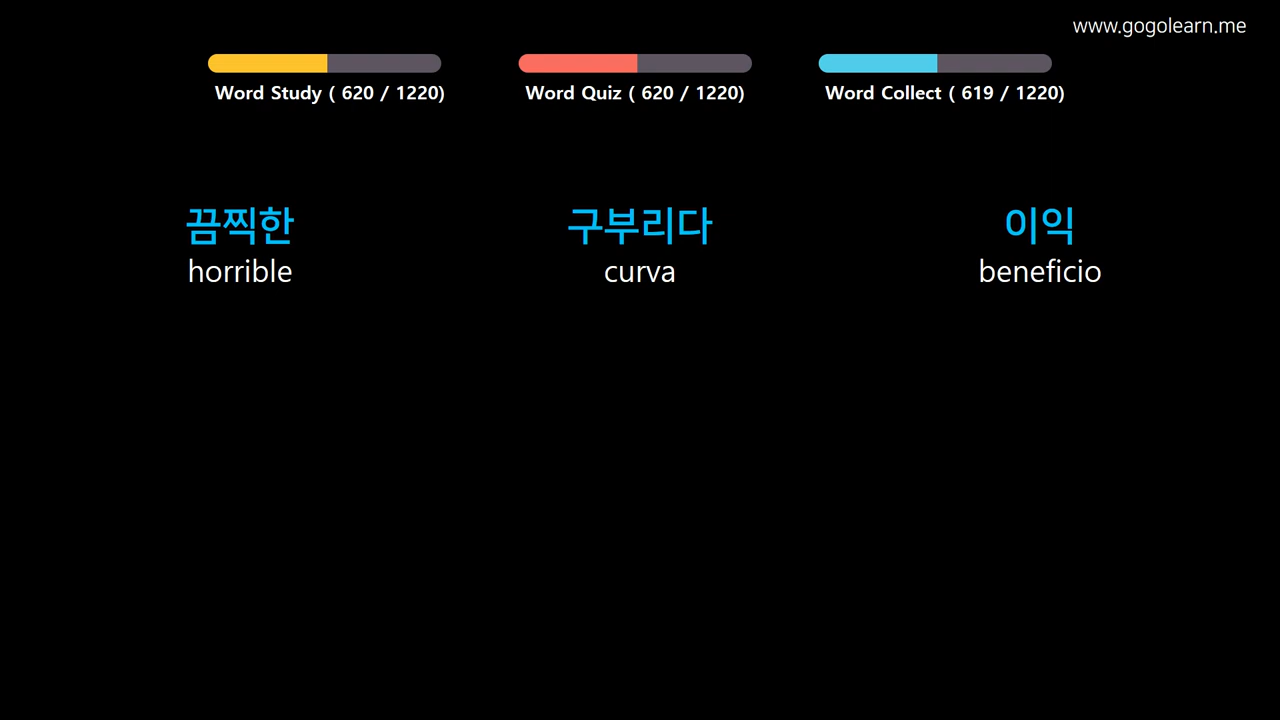 www.gogolearn.me
Word Study ( 620 / 1220)
Word Quiz ( 620 / 1220)
Word Collect ( 619 / 1220)
끔찍한
horrible
구부리다
curva
이익
beneficio